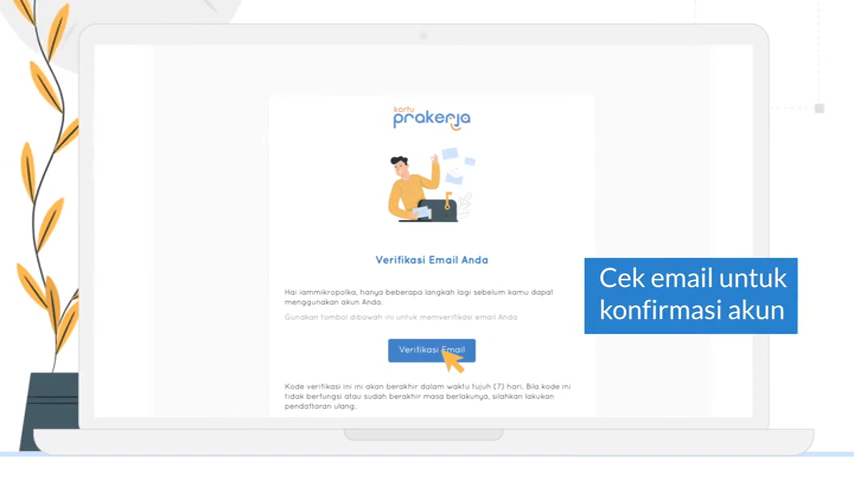 kartu
prakerja
Verifikasi Email Anda
Hai iammikropolka, hanya beberapa langkah lagi sebelum kamu dapat
menggunakan akun Anda.
Gunakan tombol dibawah ini untuk memverifikasi email Anda
Verifikasi Email
Kode verifikasi ini ini akan berakhir dalam waktu tujuh (7) hari. Bila kode ini
tidak berfungsi atau sudah berakhir masa berlakunya, silahkan lakukan
pendaftaran ulang.
Cek email untuk
konfirmasi akun